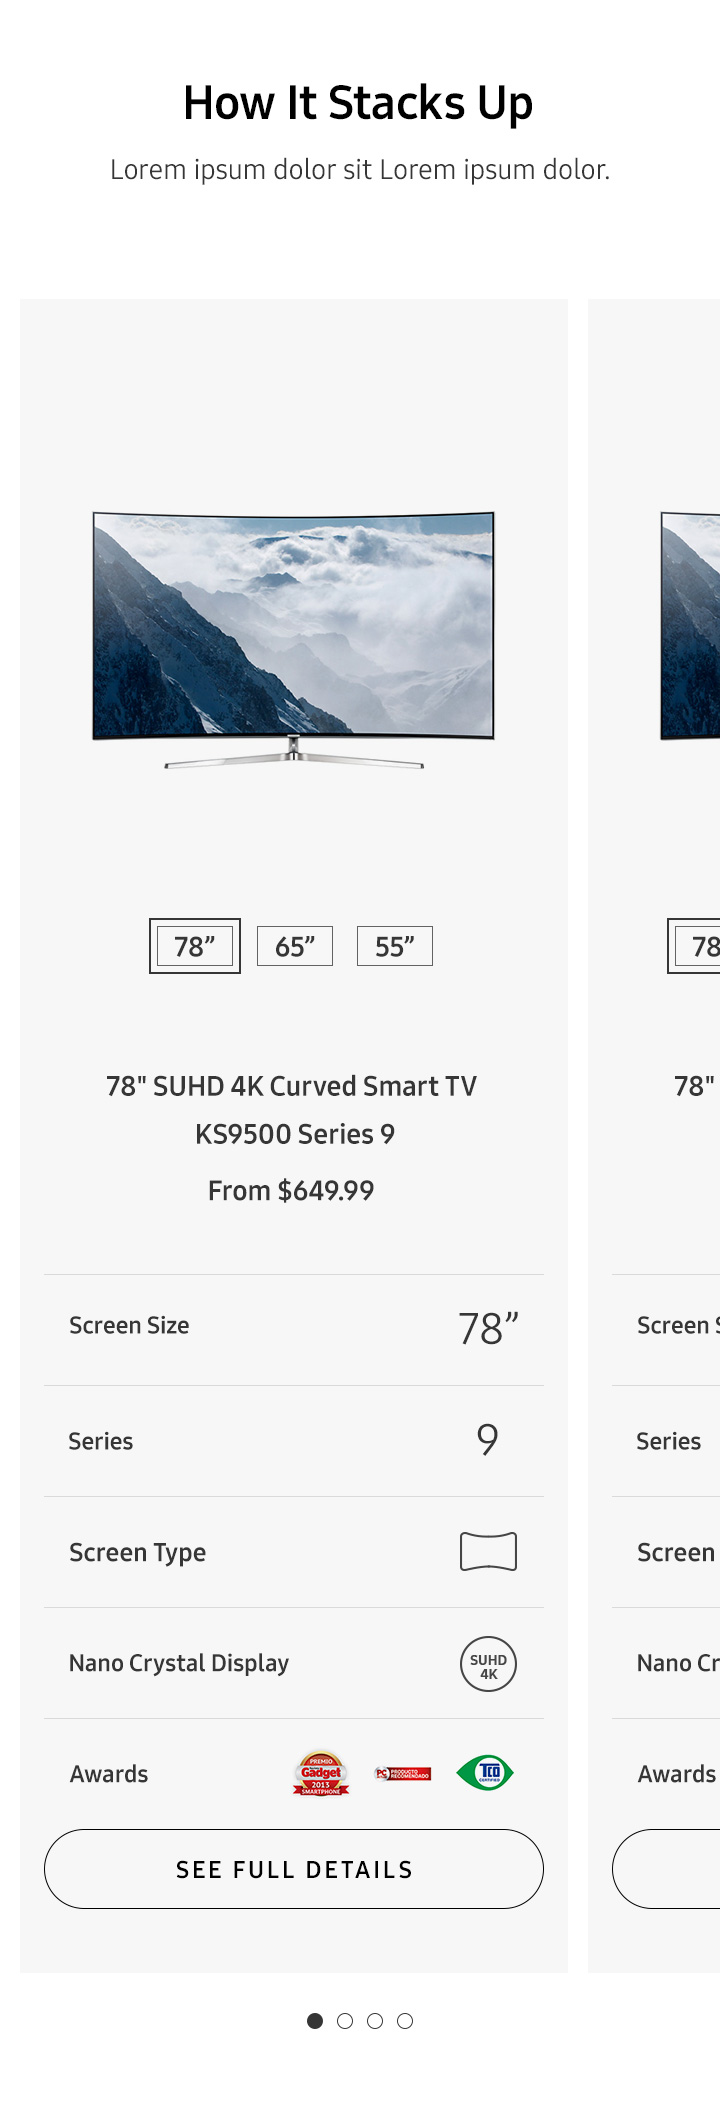 How It Stacks Up
Lorem ipsum dolor sit Lorem ipsum dolor.
78” 65” 55”
78
78" SUHD 4K Curved Smart TV
78"
KS9500 Series 9
From $649.99
Screen Size 78”
Screen S
Series 9
Series
Screen Type
Screen
Nano Crystal Display SUHD
4K
Nano Cr
Awards
PREMIO
Gadget
2013
SMARTPHONE
PC
PRODUCTO
RECOMENDADO
TCO
CERTIFIED
Awards
SEE FULL DETAILS